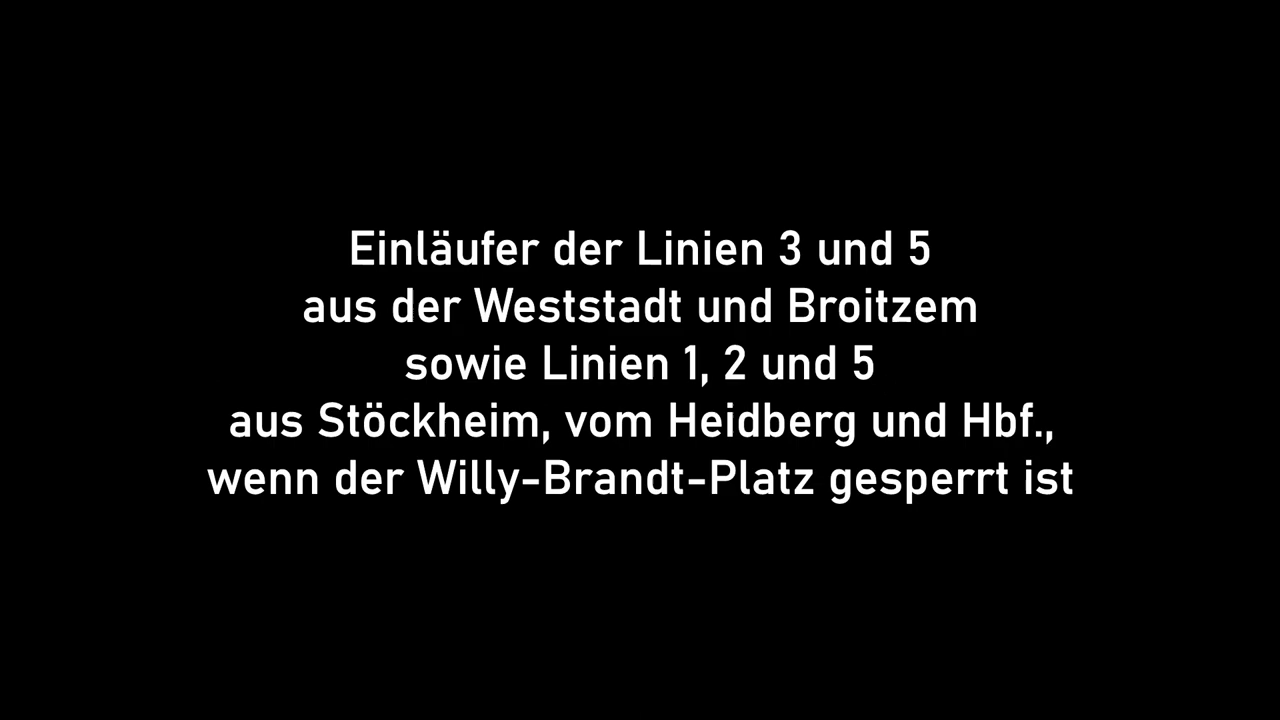 Einläufer der Linien 3 und 5
aus der Weststadt und Broitzem
sowie Linien 1, 2 und 5
aus Stöckheim, vom Heidberg und Hbf.,
wenn der Willy-Brandt-Platz gesperrt ist